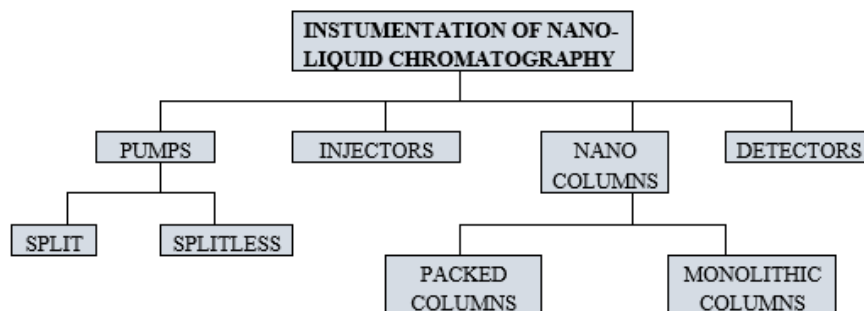 INSTUMENTATION OF NANO-
LIQUID CHROMATOGRAPHY
PUMPS
INJECTORS
NANO
COLUMNS
DETECTORS
SPLIT
SPLITLESS
PACKED
COLUMNS
MONOLITHIC
COLUMNS